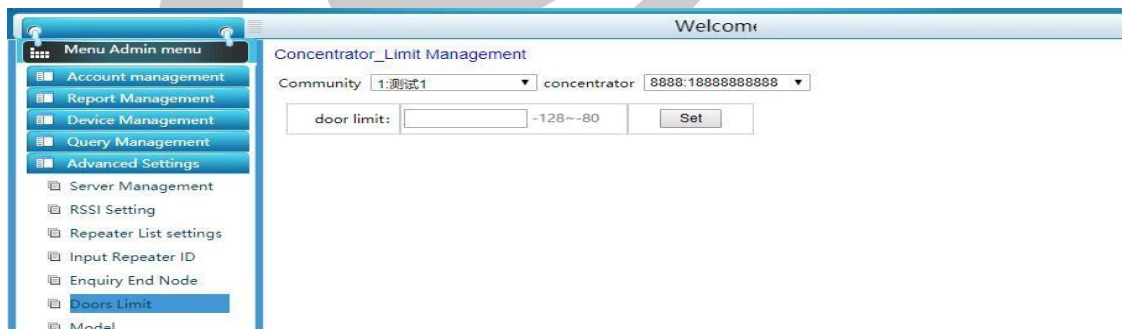 Welcom
Menu Admin menu
Account management
Report Management
Device Management
Query Management
Advanced Settings
Server Management
RSSI Setting
Repeater List settings
Input Repeater ID
Enquiry End Node
Doors Limit
Model
Concentrator_Limit Management
Community 1:测试1 concentrator 8888:18888888888
door limit: -128~-80 Set